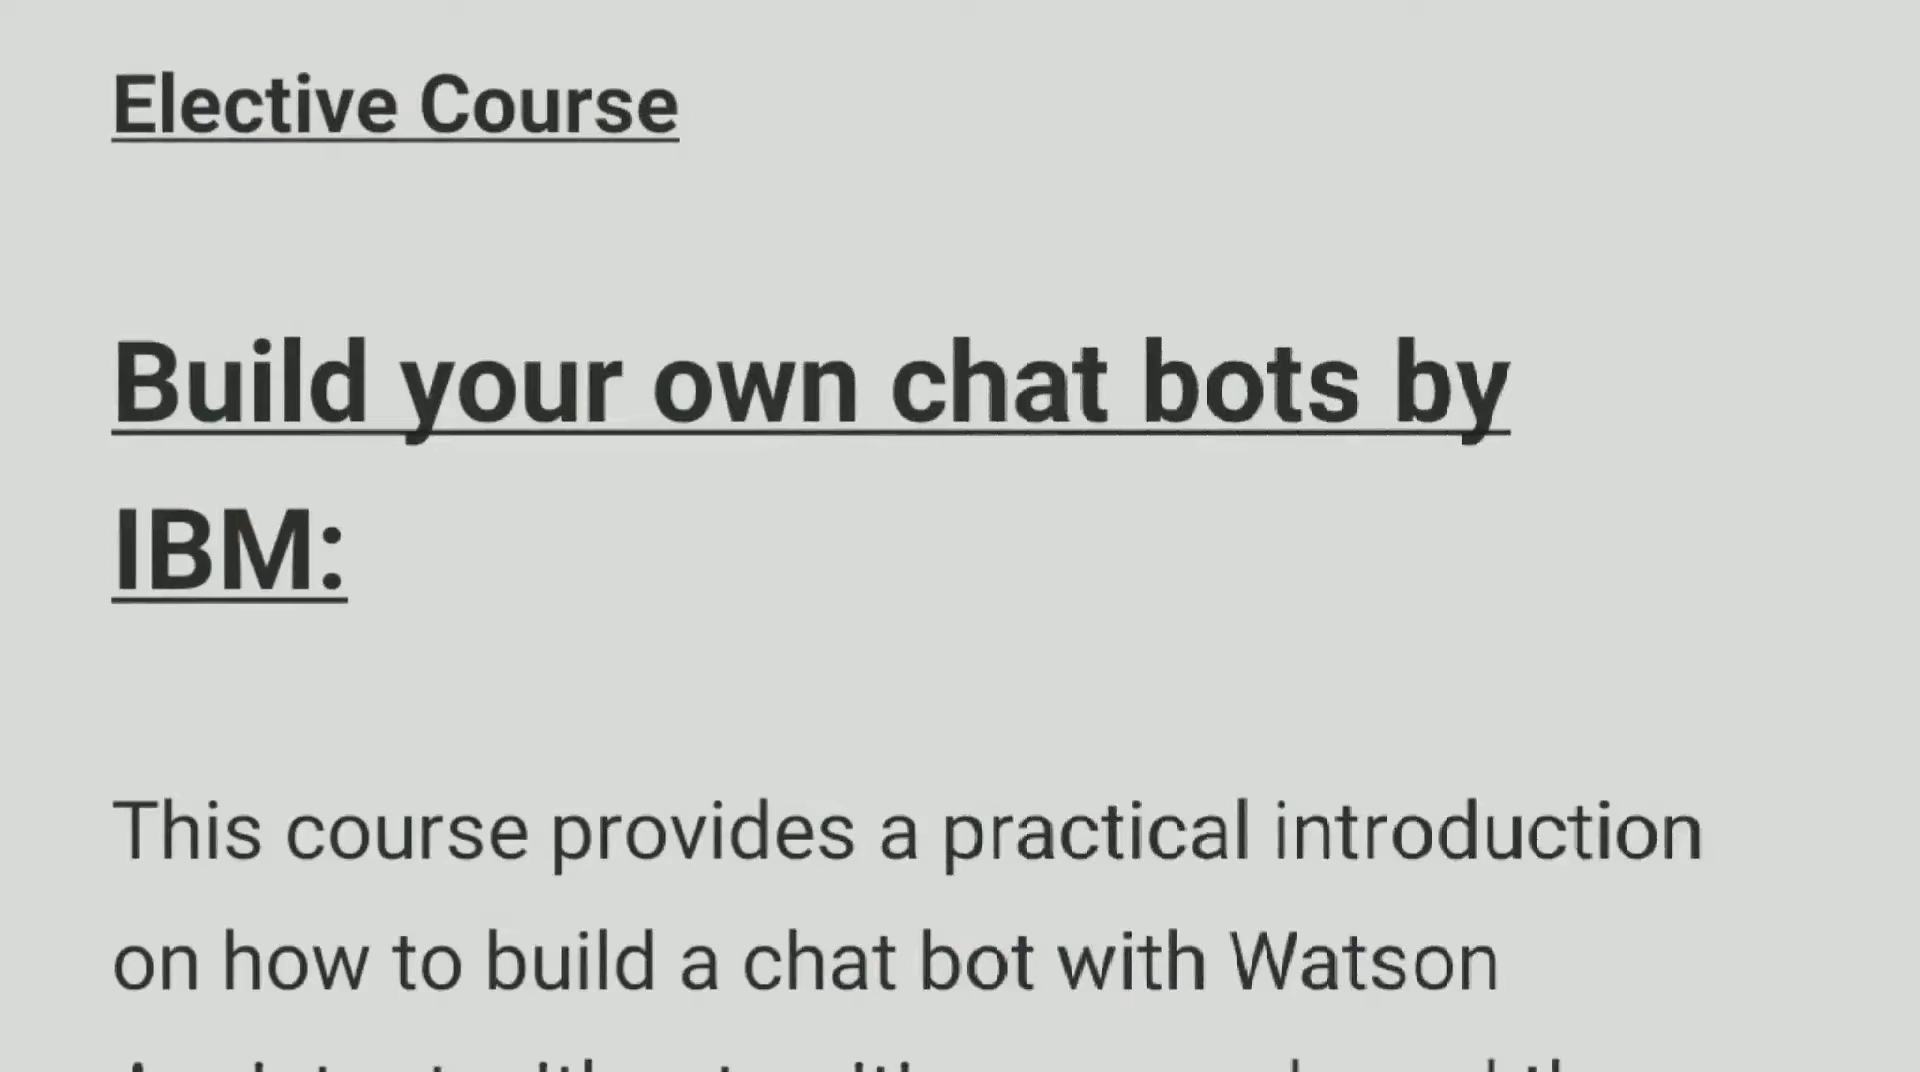 Elective Course
Build your own chat bots by
IBM:
This course provides a practical introduction
on how to build a chat bot with Watson